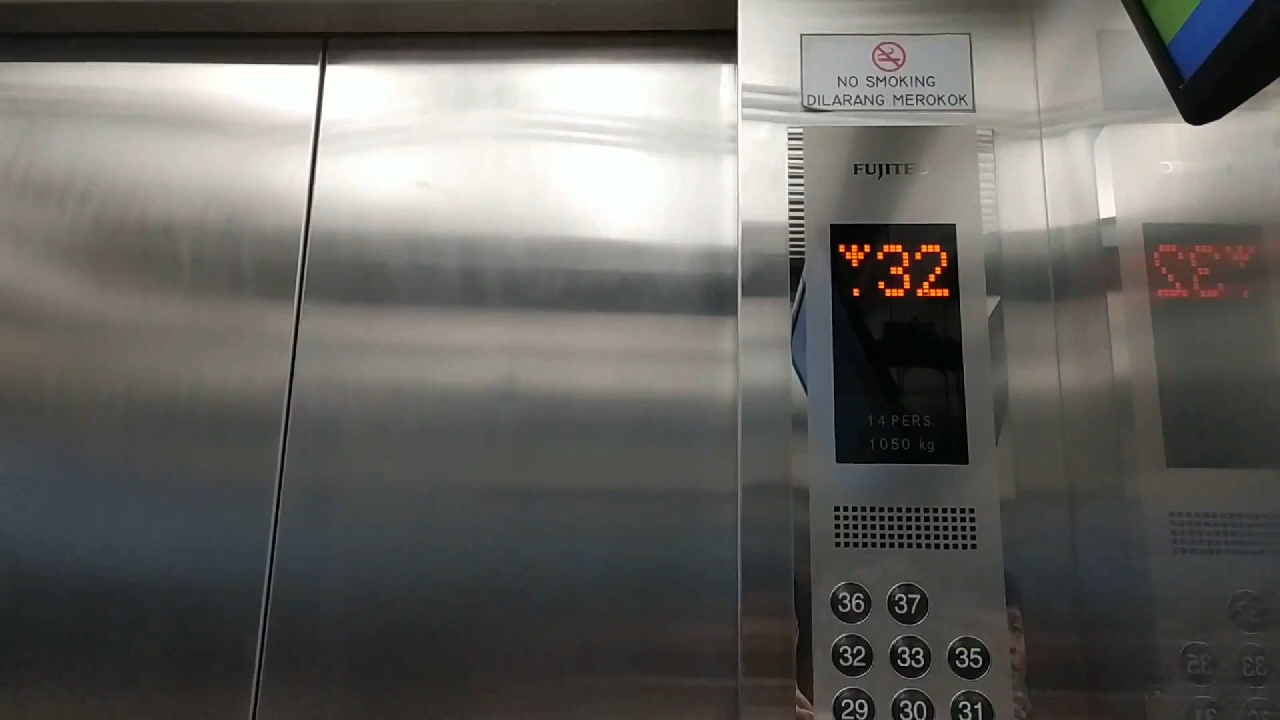 NO SMOKING
DILARANG MEROKOK
FUJITE
32
14 PERS
1050 kg
36 37
32 33 35
29 30 31